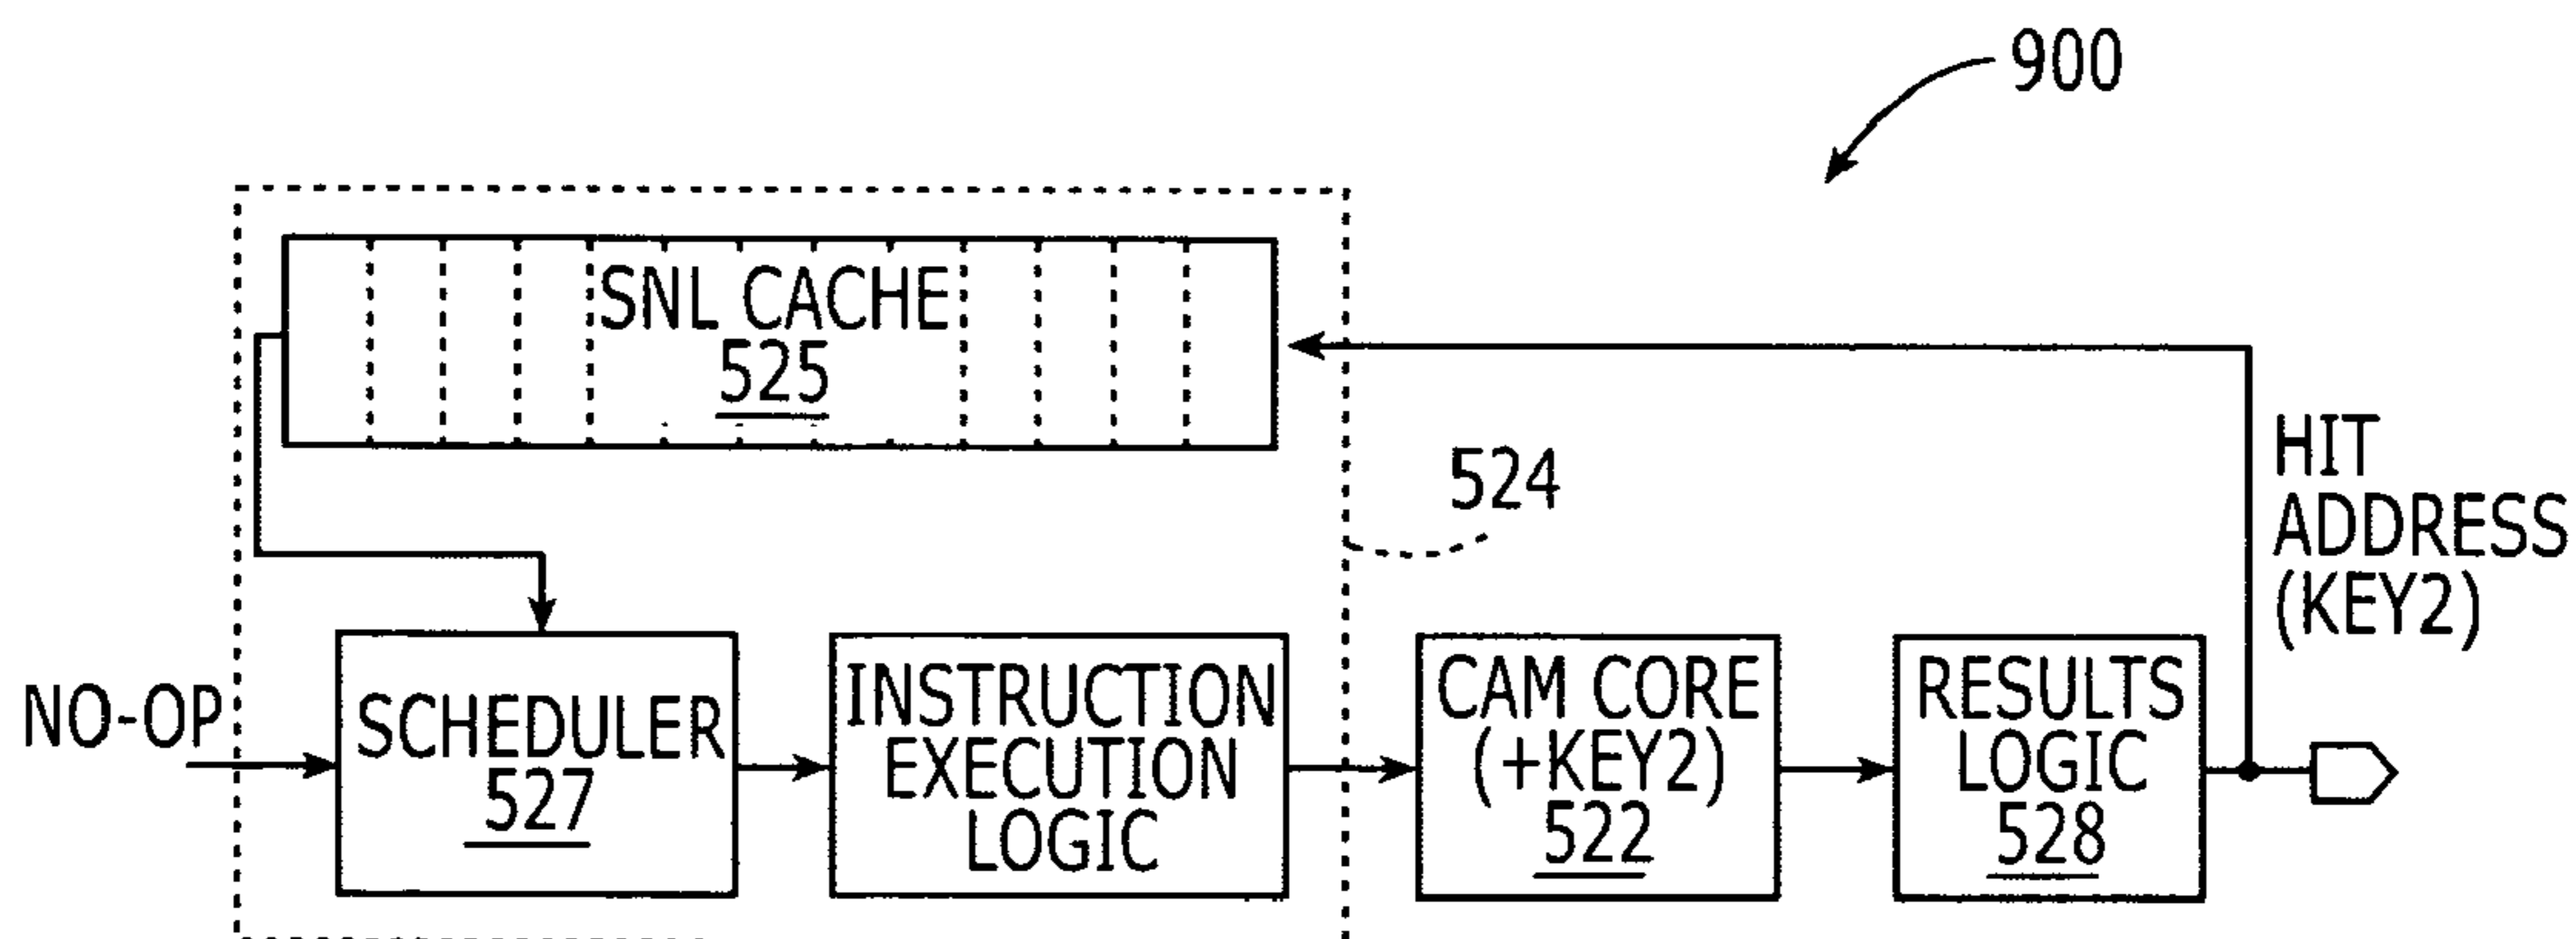 900
SNL CACHE
525
524
HIT
ADDRESS
(KEY2)
NO-OP
SCHEDULER
527
INSTRUCTION
EXECUTION
LOGIC
CAM CORE
(+KEY2)
522
RESULTS
LOGIC
528